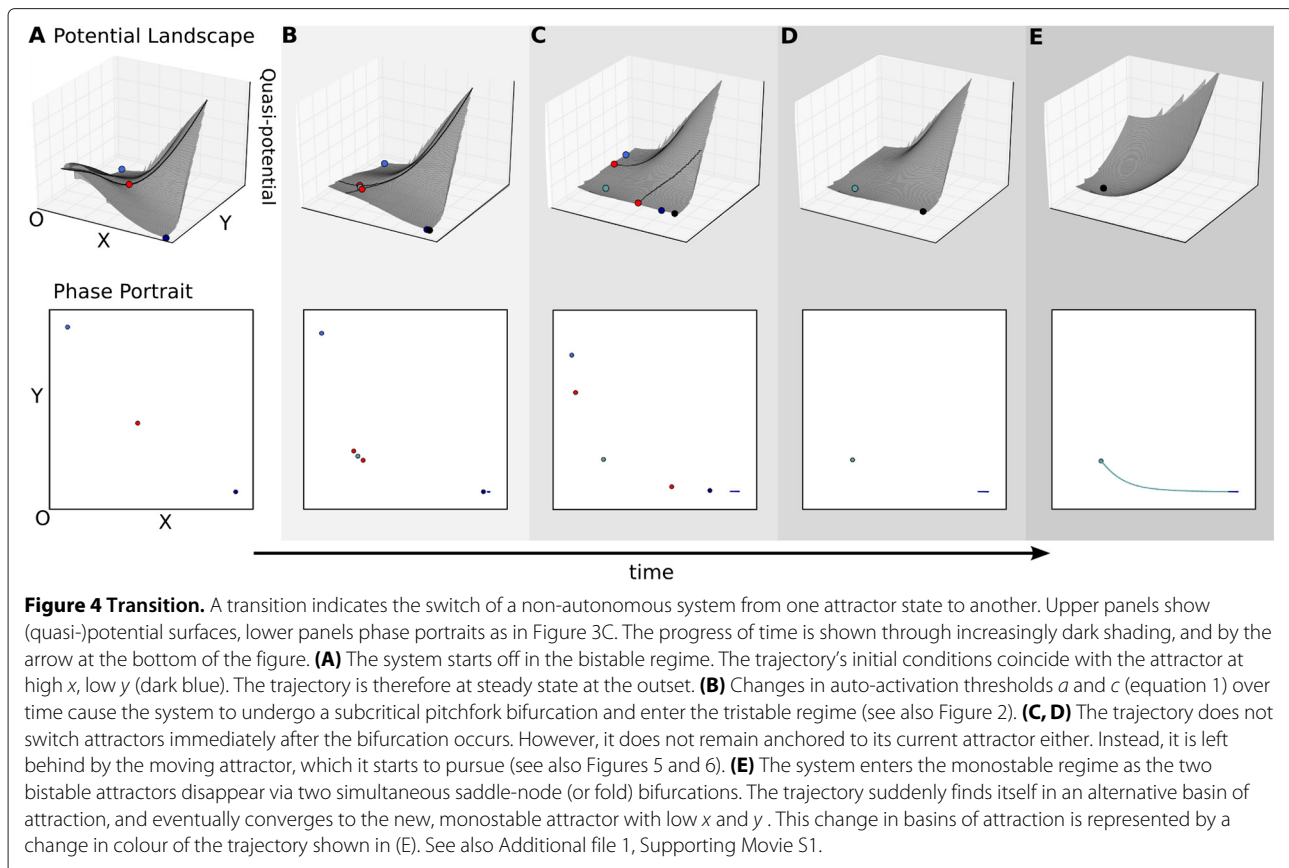 A Potential Landscape
B
C
D
E
Quasi-potential
O
X
Y
Phase Portrait
Y
O
X
time
Figure 4 Transition. A transition indicates the switch of a non-autonomous system from one attractor state to another. Upper panels show
(quasi-)potential surfaces, lower panels phase portraits as in Figure 3C. The progress of time is shown through increasingly dark shading, and by the
arrow at the bottom of the figure. (A) The system starts off in the bistable regime. The trajectory's initial conditions coincide with the attractor at
high x, low y (dark blue). The trajectory is therefore at steady state at the outset. (B) Changes in auto-activation thresholds a and c (equation 1) over
time cause the system to undergo a subcritical pitchfork bifurcation and enter the tristable regime (see also Figure 2). (C, D) The trajectory does not
switch attractors immediately after the bifurcation occurs. However, it does not remain anchored to its current attractor either. Instead, it is left
behind by the moving attractor, which it starts to pursue (see also Figures 5 and 6). (E) The system enters the monostable regime as the two
bistable attractors disappear via two simultaneous saddle-node (or fold) bifurcations. The trajectory suddenly finds itself in an alternative basin of
attraction, and eventually converges to the new, monostable attractor with low x and y . This change in basins of attraction is represented by a
change in colour of the trajectory shown in (E). See also Additional file 1, Supporting Movie S1.